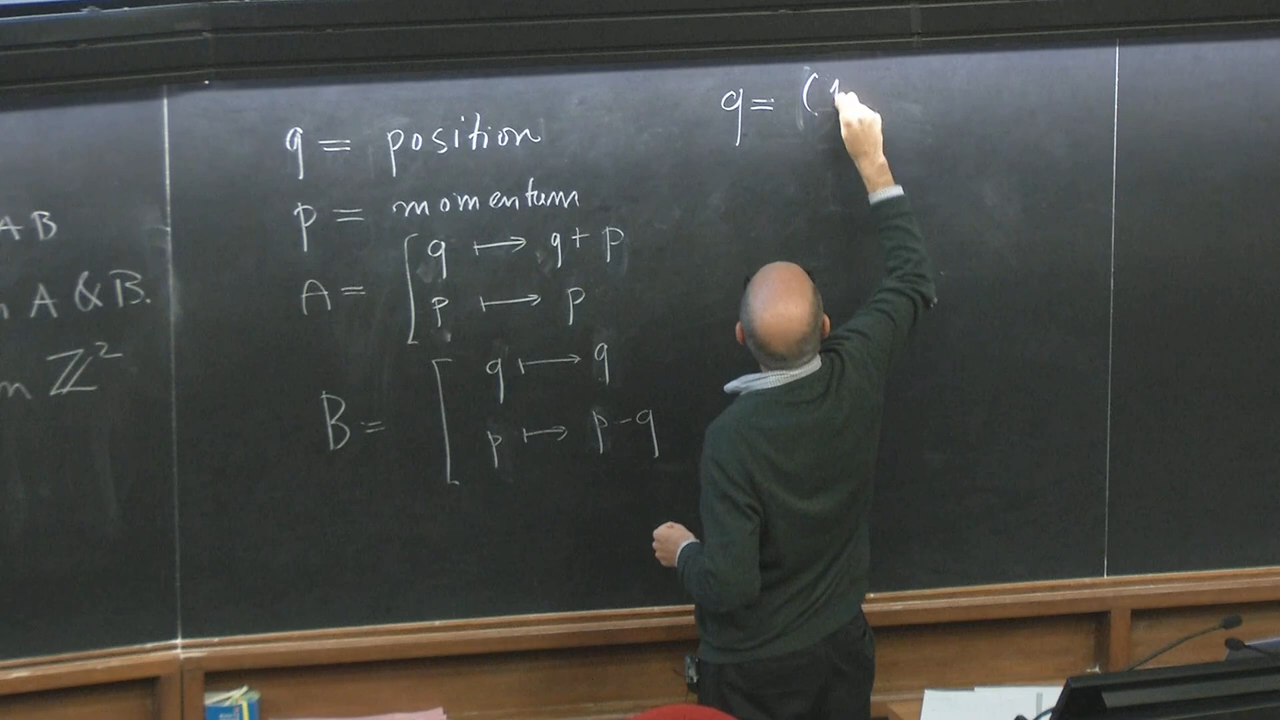 AB
A & B.
ℤ²
q = position
p = momentum
A = [ q ⟼ q + p
p ⟼ p
B = [ q ⟼ q
p ⟼ p - q
q = (1